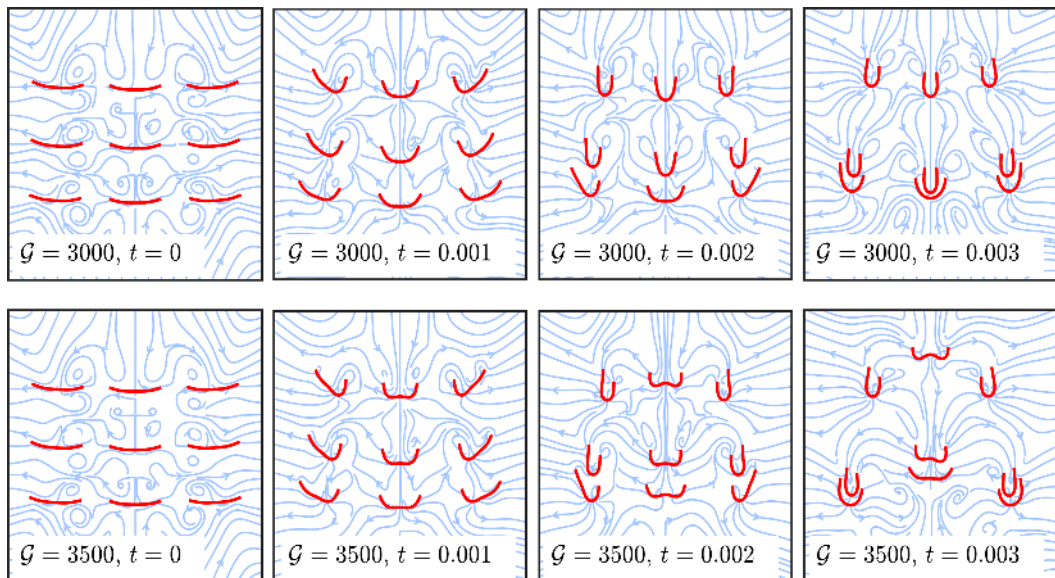 𝒢 = 3000, t = 0
𝒢 = 3000, t = 0.001
𝒢 = 3000, t = 0.002
𝒢 = 3000, t = 0.003
𝒢 = 3500, t = 0
𝒢 = 3500, t = 0.001
𝒢 = 3500, t = 0.002
𝒢 = 3500, t = 0.003